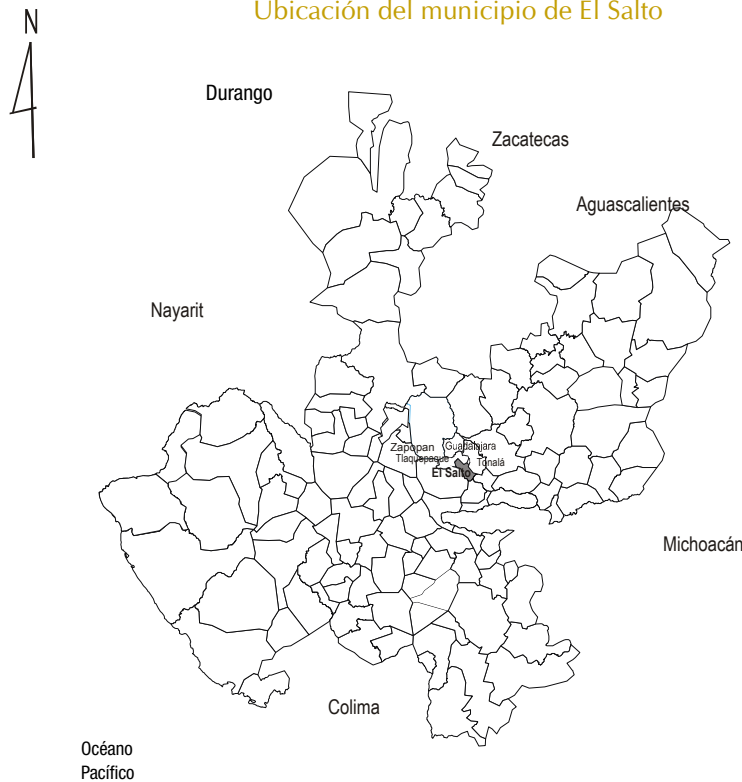 Ubicación del municipio de El Salto
N
Durango
Zacatecas
Aguascalientes
Nayarit
Zapopan
Guadalajara
Tlaquepaque
Tonalá
El Salto
Michoacán
Colima
Océano
Pacífico